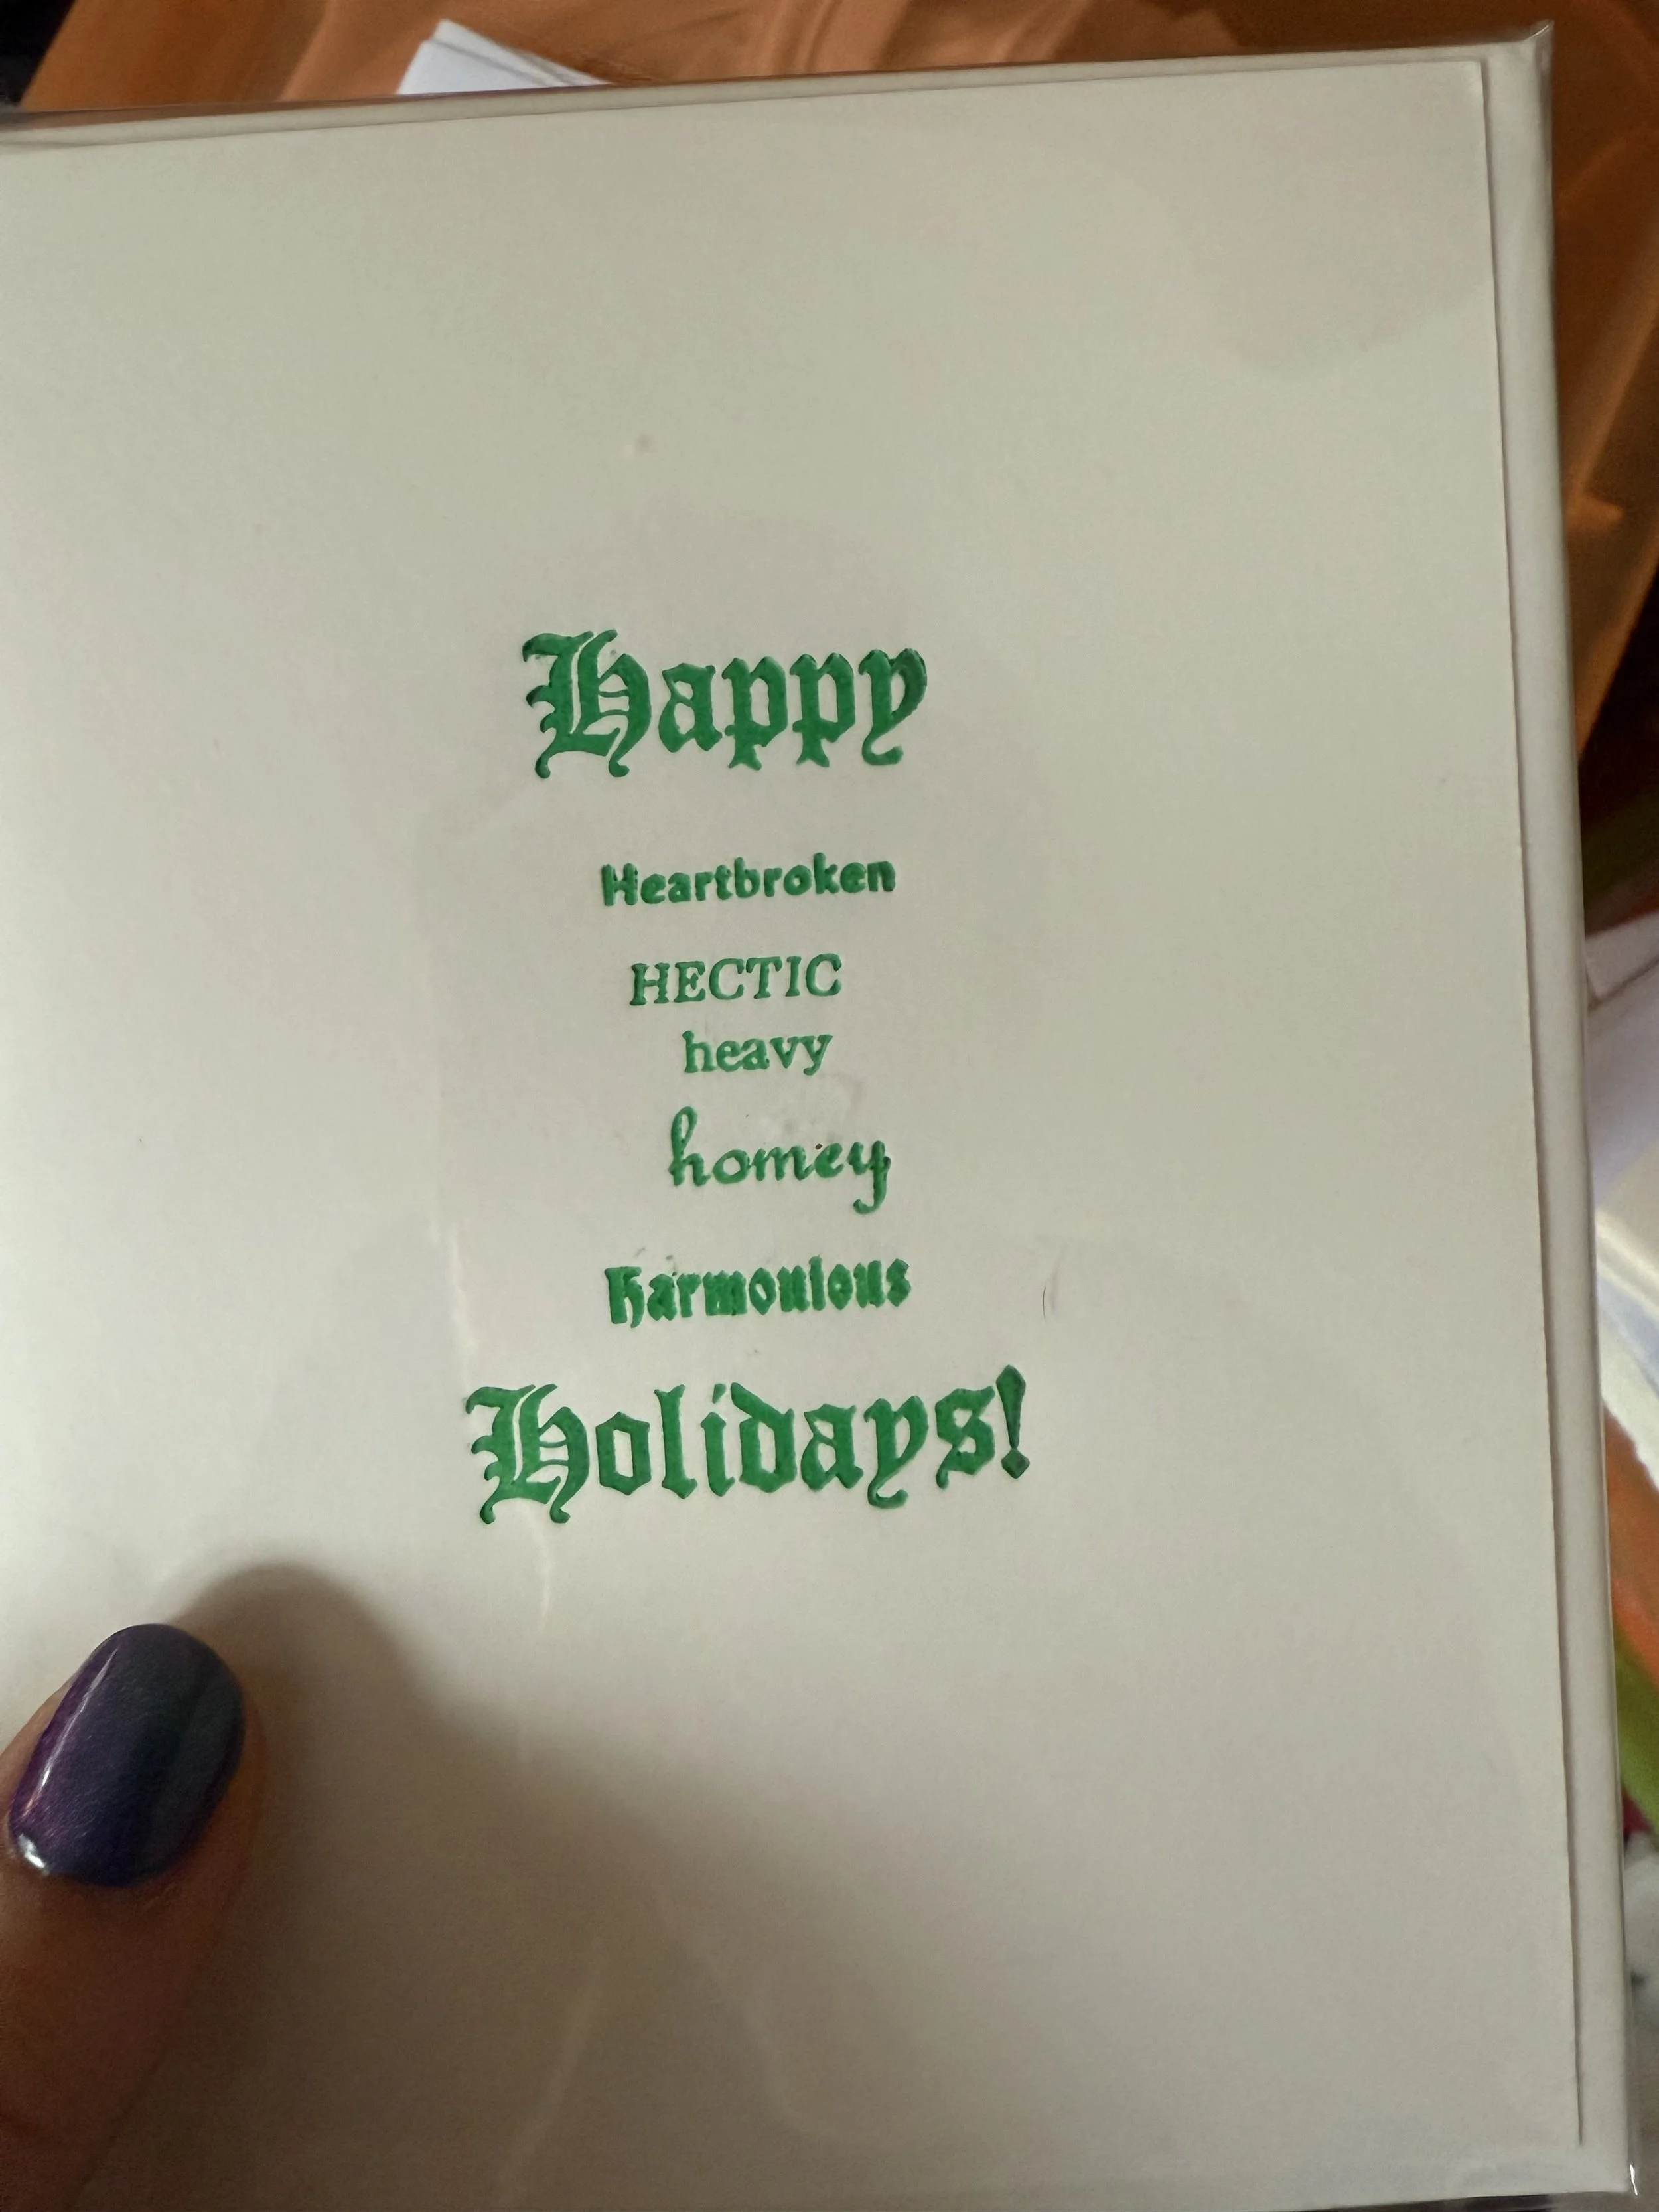 Happy
Heartbroken
HECTIC
heavy
homey
Harmonious
Holidays!